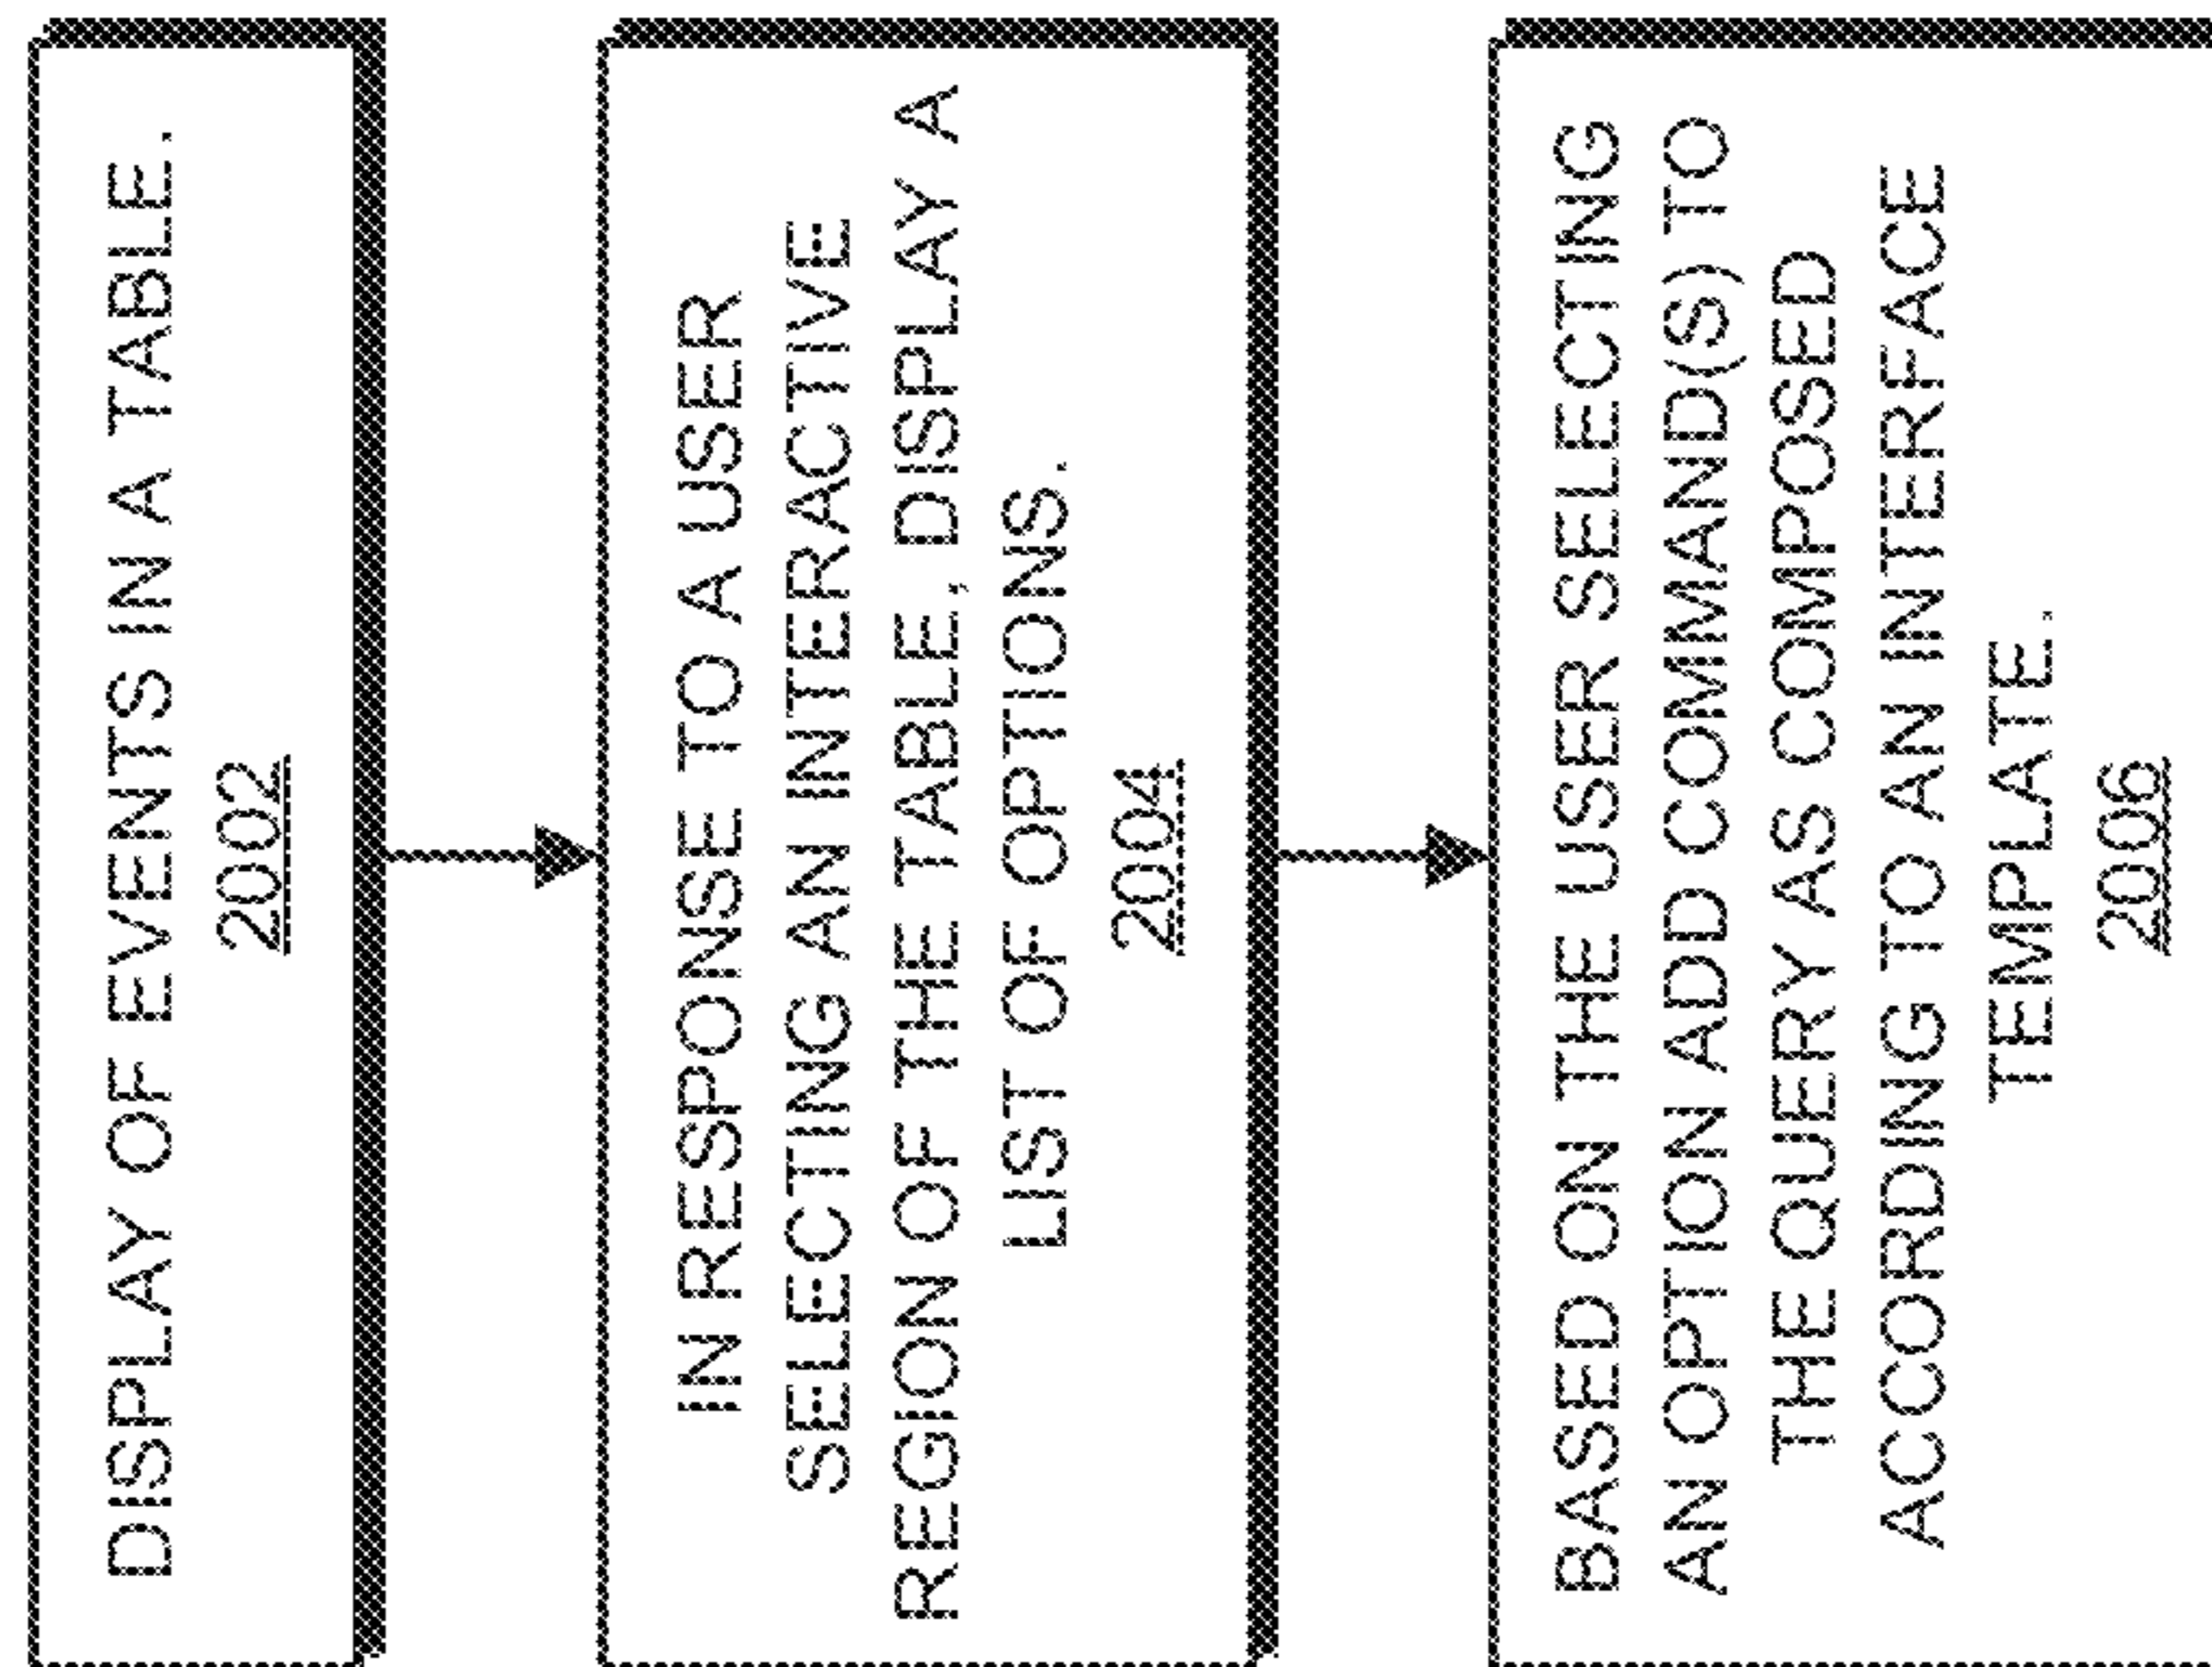 DISPLAY OF EVENTS IN A TABLE.
2002
IN RESPONSE TO A USER
SELECTING AN INTERACTIVE
REGION OF THE TABLE, DISPLAY A
LIST OF OPTIONS.
2004
BASED ON THE USER SELECTING
AN OPTION ADD COMMAND(S) TO
THE QUERY AS COMPOSED
ACCORDING TO AN INTERFACE
TEMPLATE.
2006